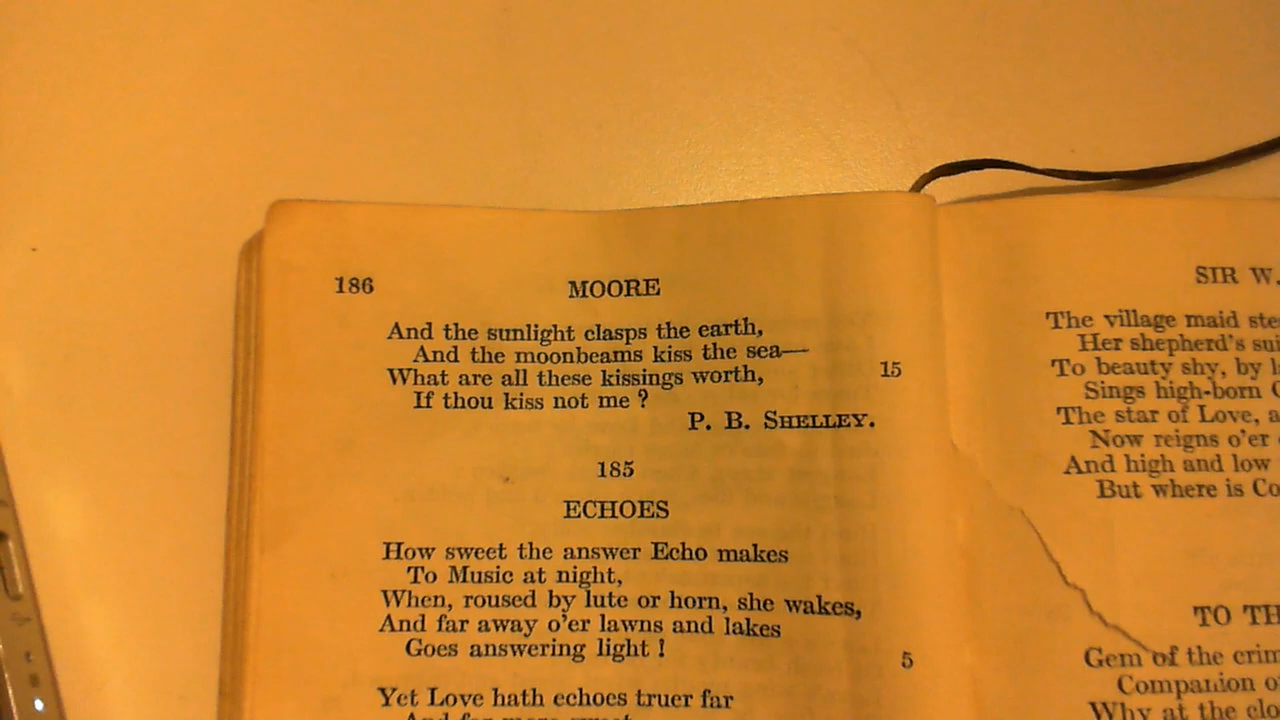 186
MOORE
And the sunlight clasps the earth,
And the moonbeams kiss the sea—
What are all these kissings worth,
15
If thou kiss not me ?
P. B. SHELLEY.
185
ECHOES
How sweet the answer Echo makes
To Music at night,
When, roused by lute or horn, she wakes,
And far away o'er lawns and lakes
Goes answering light !
5
Yet Love hath echoes truer far
And far more sweet
SIR W.
The village maid
Her shepherd's
To beauty shy, by
Sings high-born
The star of Love,
Now reigns o'er
And high and low
But where is
TO
Gem of the
Companion
Why at the